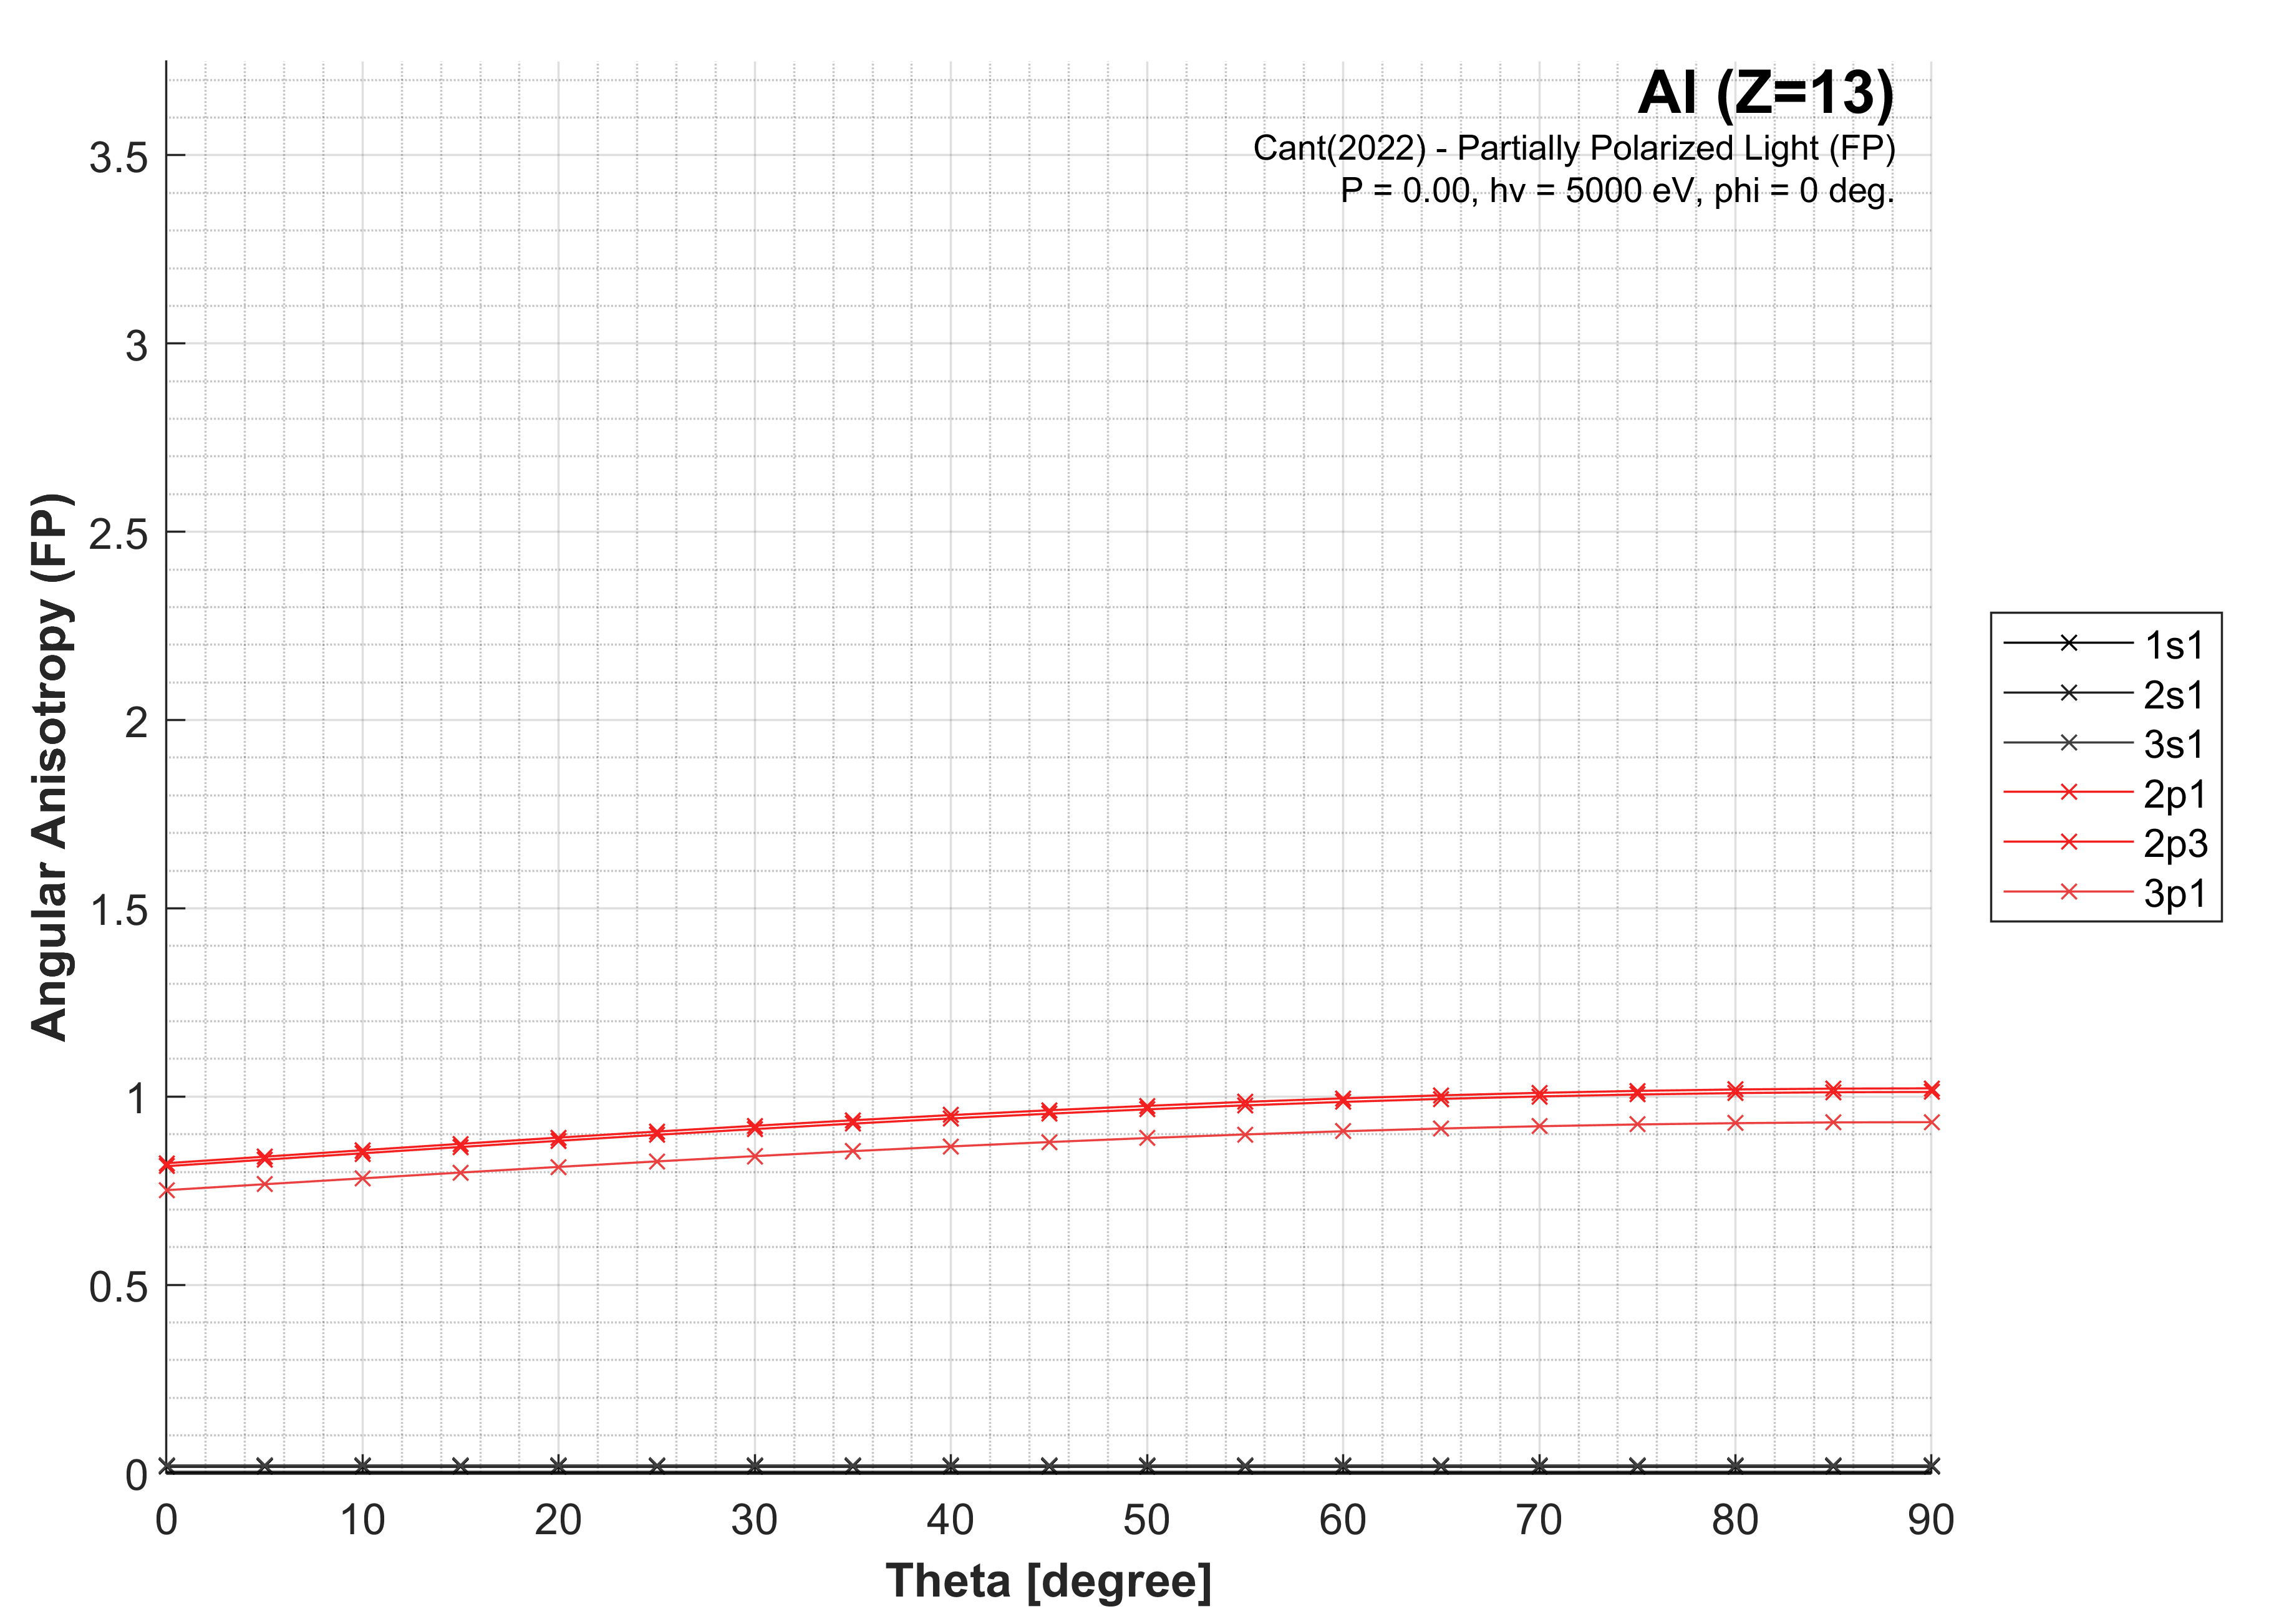 Al (Z=13)
Cant(2022) - Partially Polarized Light (FP)
P = 0.00, hv = 5000 eV, phi = 0 deg.
Angular Anisotropy (FP)
3.5
3
2.5
2
1.5
1
0.5
0
0 10 20 30 40 50 60 70 80 90
Theta [degree]
1s1
2s1
3s1
2p1
2p3
3p1